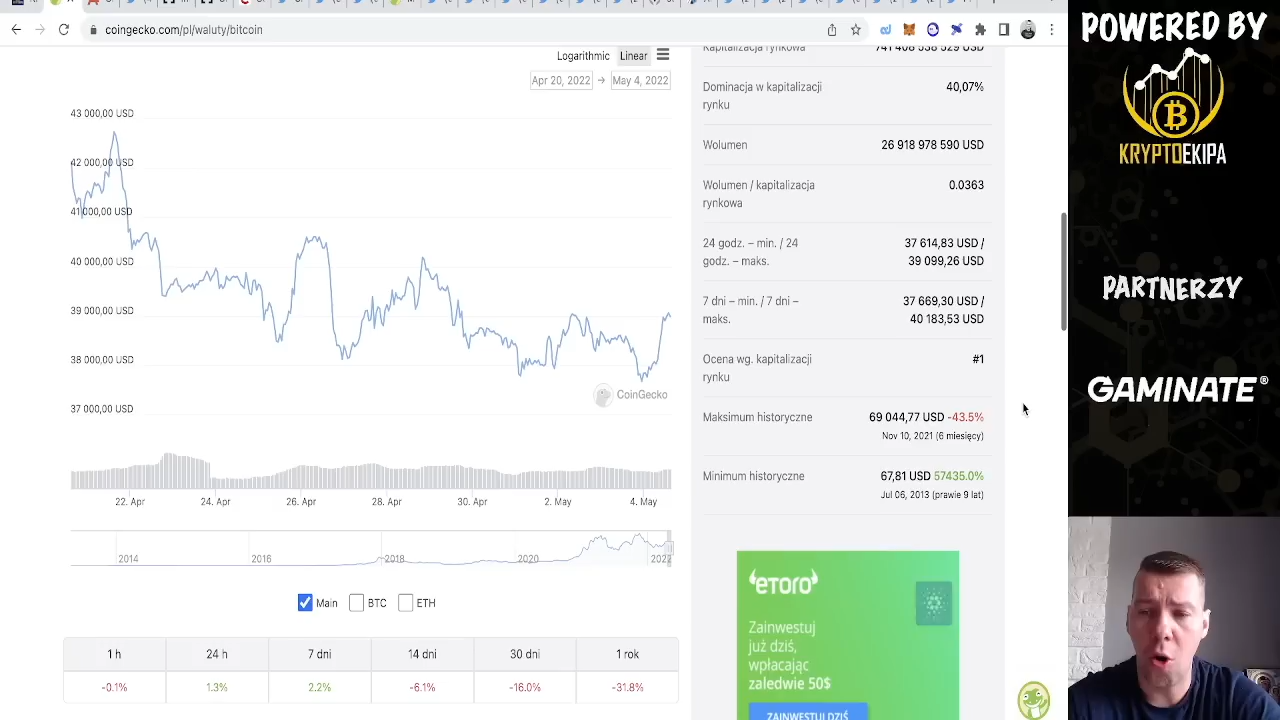 coingecko.com/pl/waluty/bitcoin
Logarithmic Linear
Apr 20, 2022 → May 4, 2022
43 000,00 USD
42 000,00 USD
41 000,00 USD
40 000,00 USD
39 000,00 USD
38 000,00 USD
37 000,00 USD
CoinGecko
22. Apr 24. Apr 26. Apr 28. Apr 30. Apr 2. May 4. May
2014 2016 2018 2020 2022
Main BTC ETH
1 h 24 h 7 dni 14 dni 30 dni 1 rok
-0.1% 1.3% 2.2% -6.1% -16.0% -31.8%
Kapitalizacja rynkowa 741 408 538 529 USD
Dominacja w kapitalizacji
rynku
40,07%
Wolumen 26 918 978 590 USD
Wolumen / kapitalizacja
rynkowa
0.0363
24 godz. – min. / 24
godz. – maks.
37 614,83 USD /
39 099,26 USD
7 dni – min. / 7 dni –
maks.
37 669,30 USD /
40 183,53 USD
Ocena wg. kapitalizacji
rynku
#1
Maksimum historyczne 69 044,77 USD -43.5%
Nov 10, 2021 (6 miesięcy)
Minimum historyczne 67,81 USD 57435.0%
Jul 06, 2013 (prawie 9 lat)
eToro
Zainwestuj
już dziś,
wpłacając
zaledwie 50$
ZAINWESTUJ DZIŚ
POWERED BY
KRYPTOEKIPA
PARTNERZY
GAMINATE®